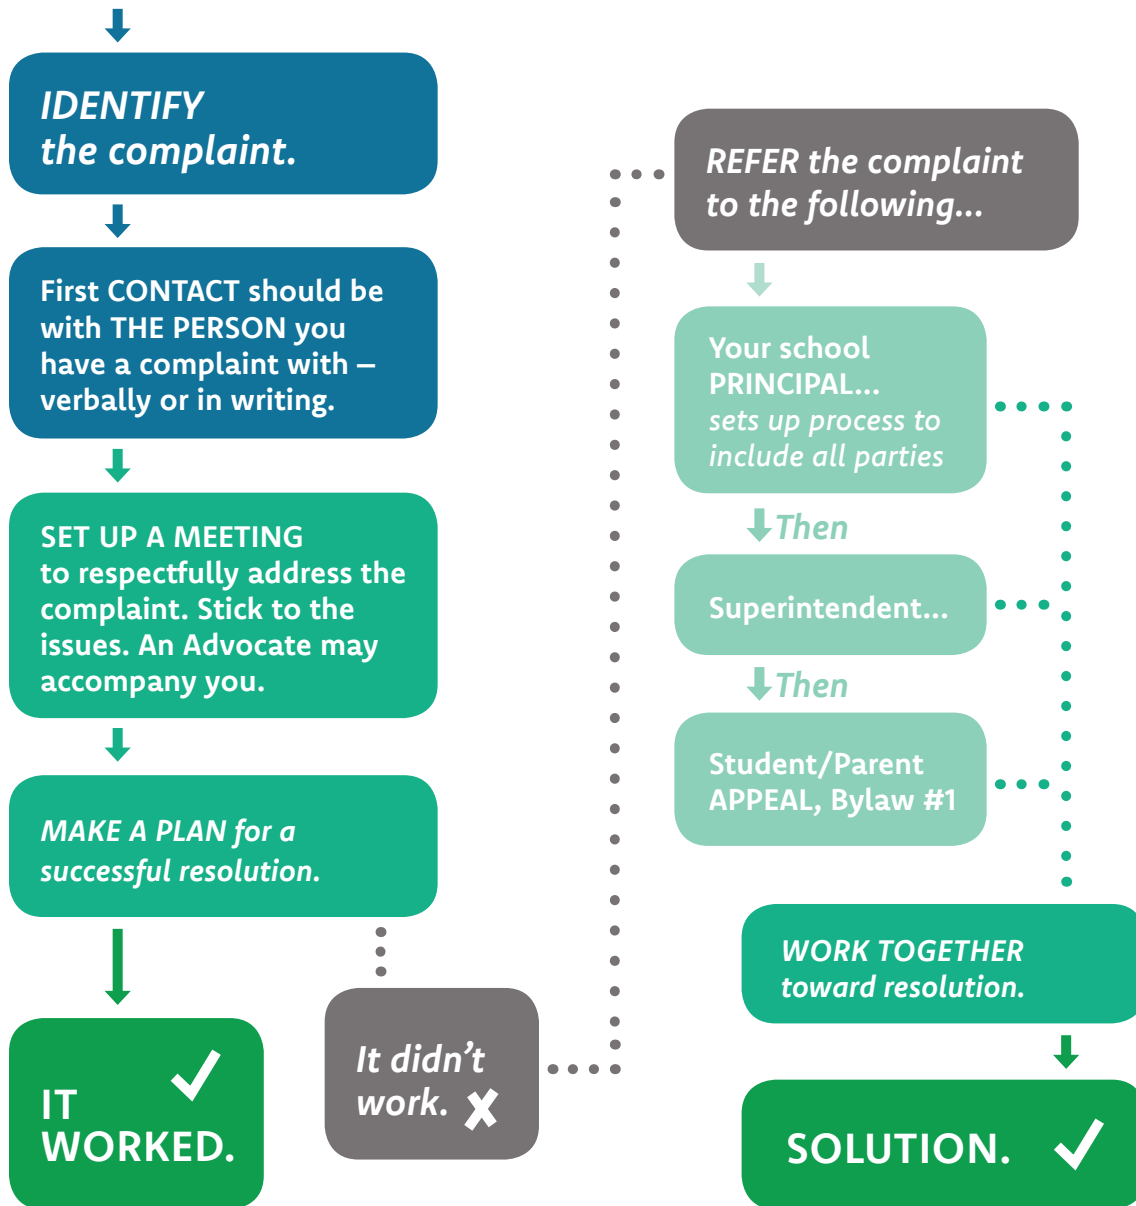 IDENTIFY
the complaint.
First CONTACT should be
with THE PERSON you
have a complaint with –
verbally or in writing.
SET UP A MEETING
to respectfully address the
complaint. Stick to the
issues. An Advocate may
accompany you.
MAKE A PLAN for a
successful resolution.
IT
WORKED.
It didn’t
work.
REFER the complaint
to the following...
Your school
PRINCIPAL...
sets up process to
include all parties
Then
Superintendent...
Then
Student/Parent
APPEAL, Bylaw #1
WORK TOGETHER
toward resolution.
SOLUTION.